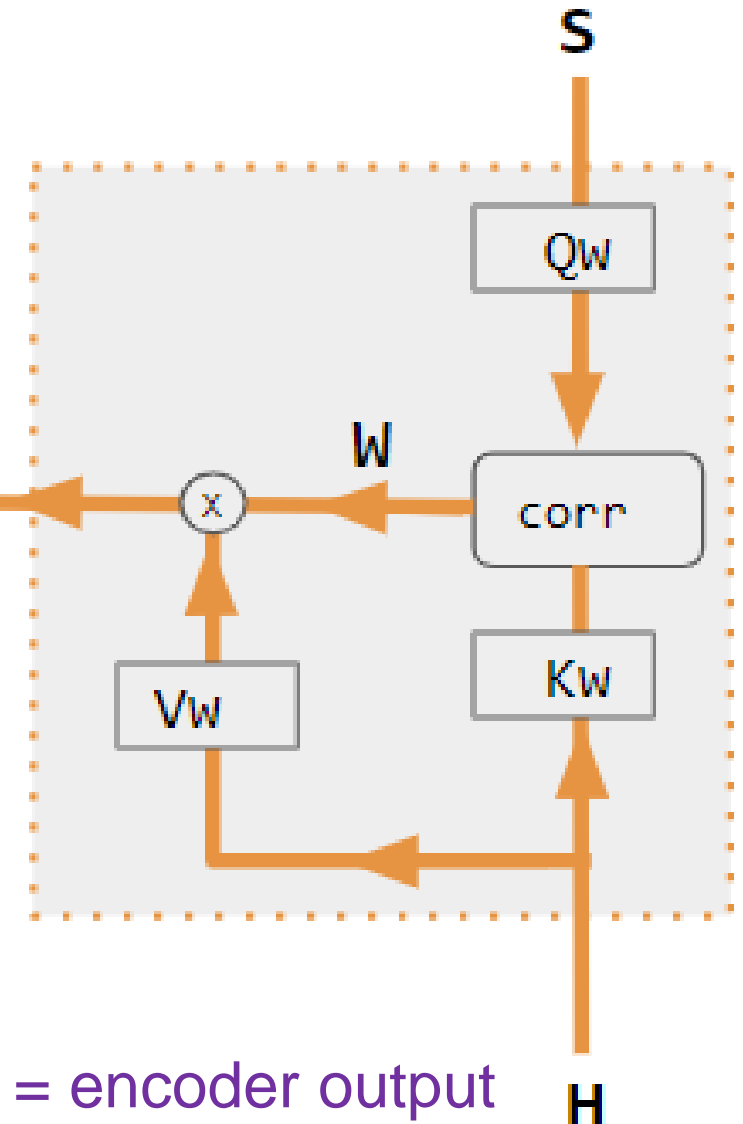 S
Qw
W
x
corr
Vw
Kw
= encoder output
H